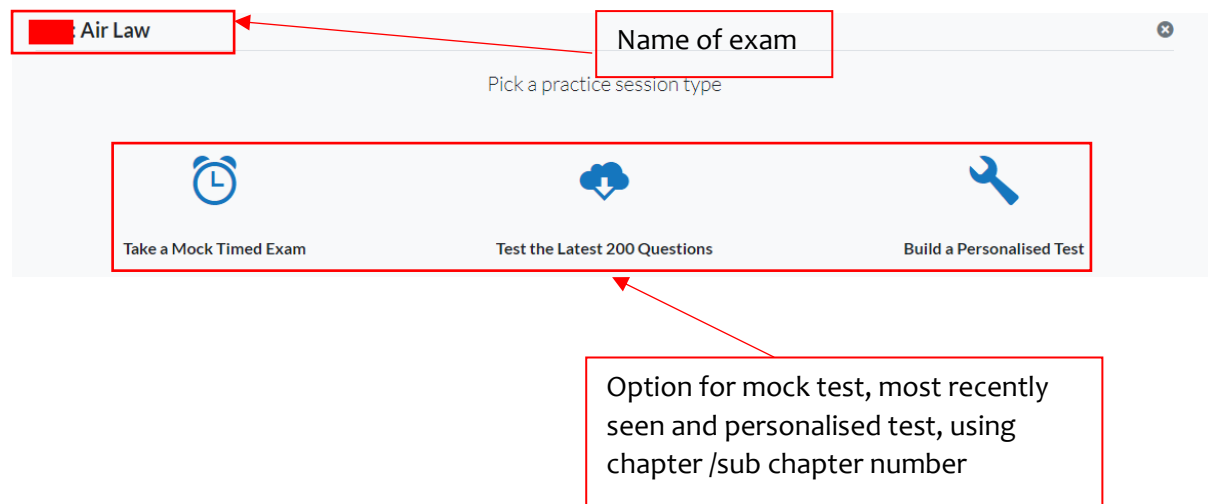 : Air Law
Name of exam
Pick a practice session type
Take a Mock Timed Exam
Test the Latest 200 Questions
Build a Personalised Test
Option for mock test, most recently
seen and personalised test, using
chapter /sub chapter number